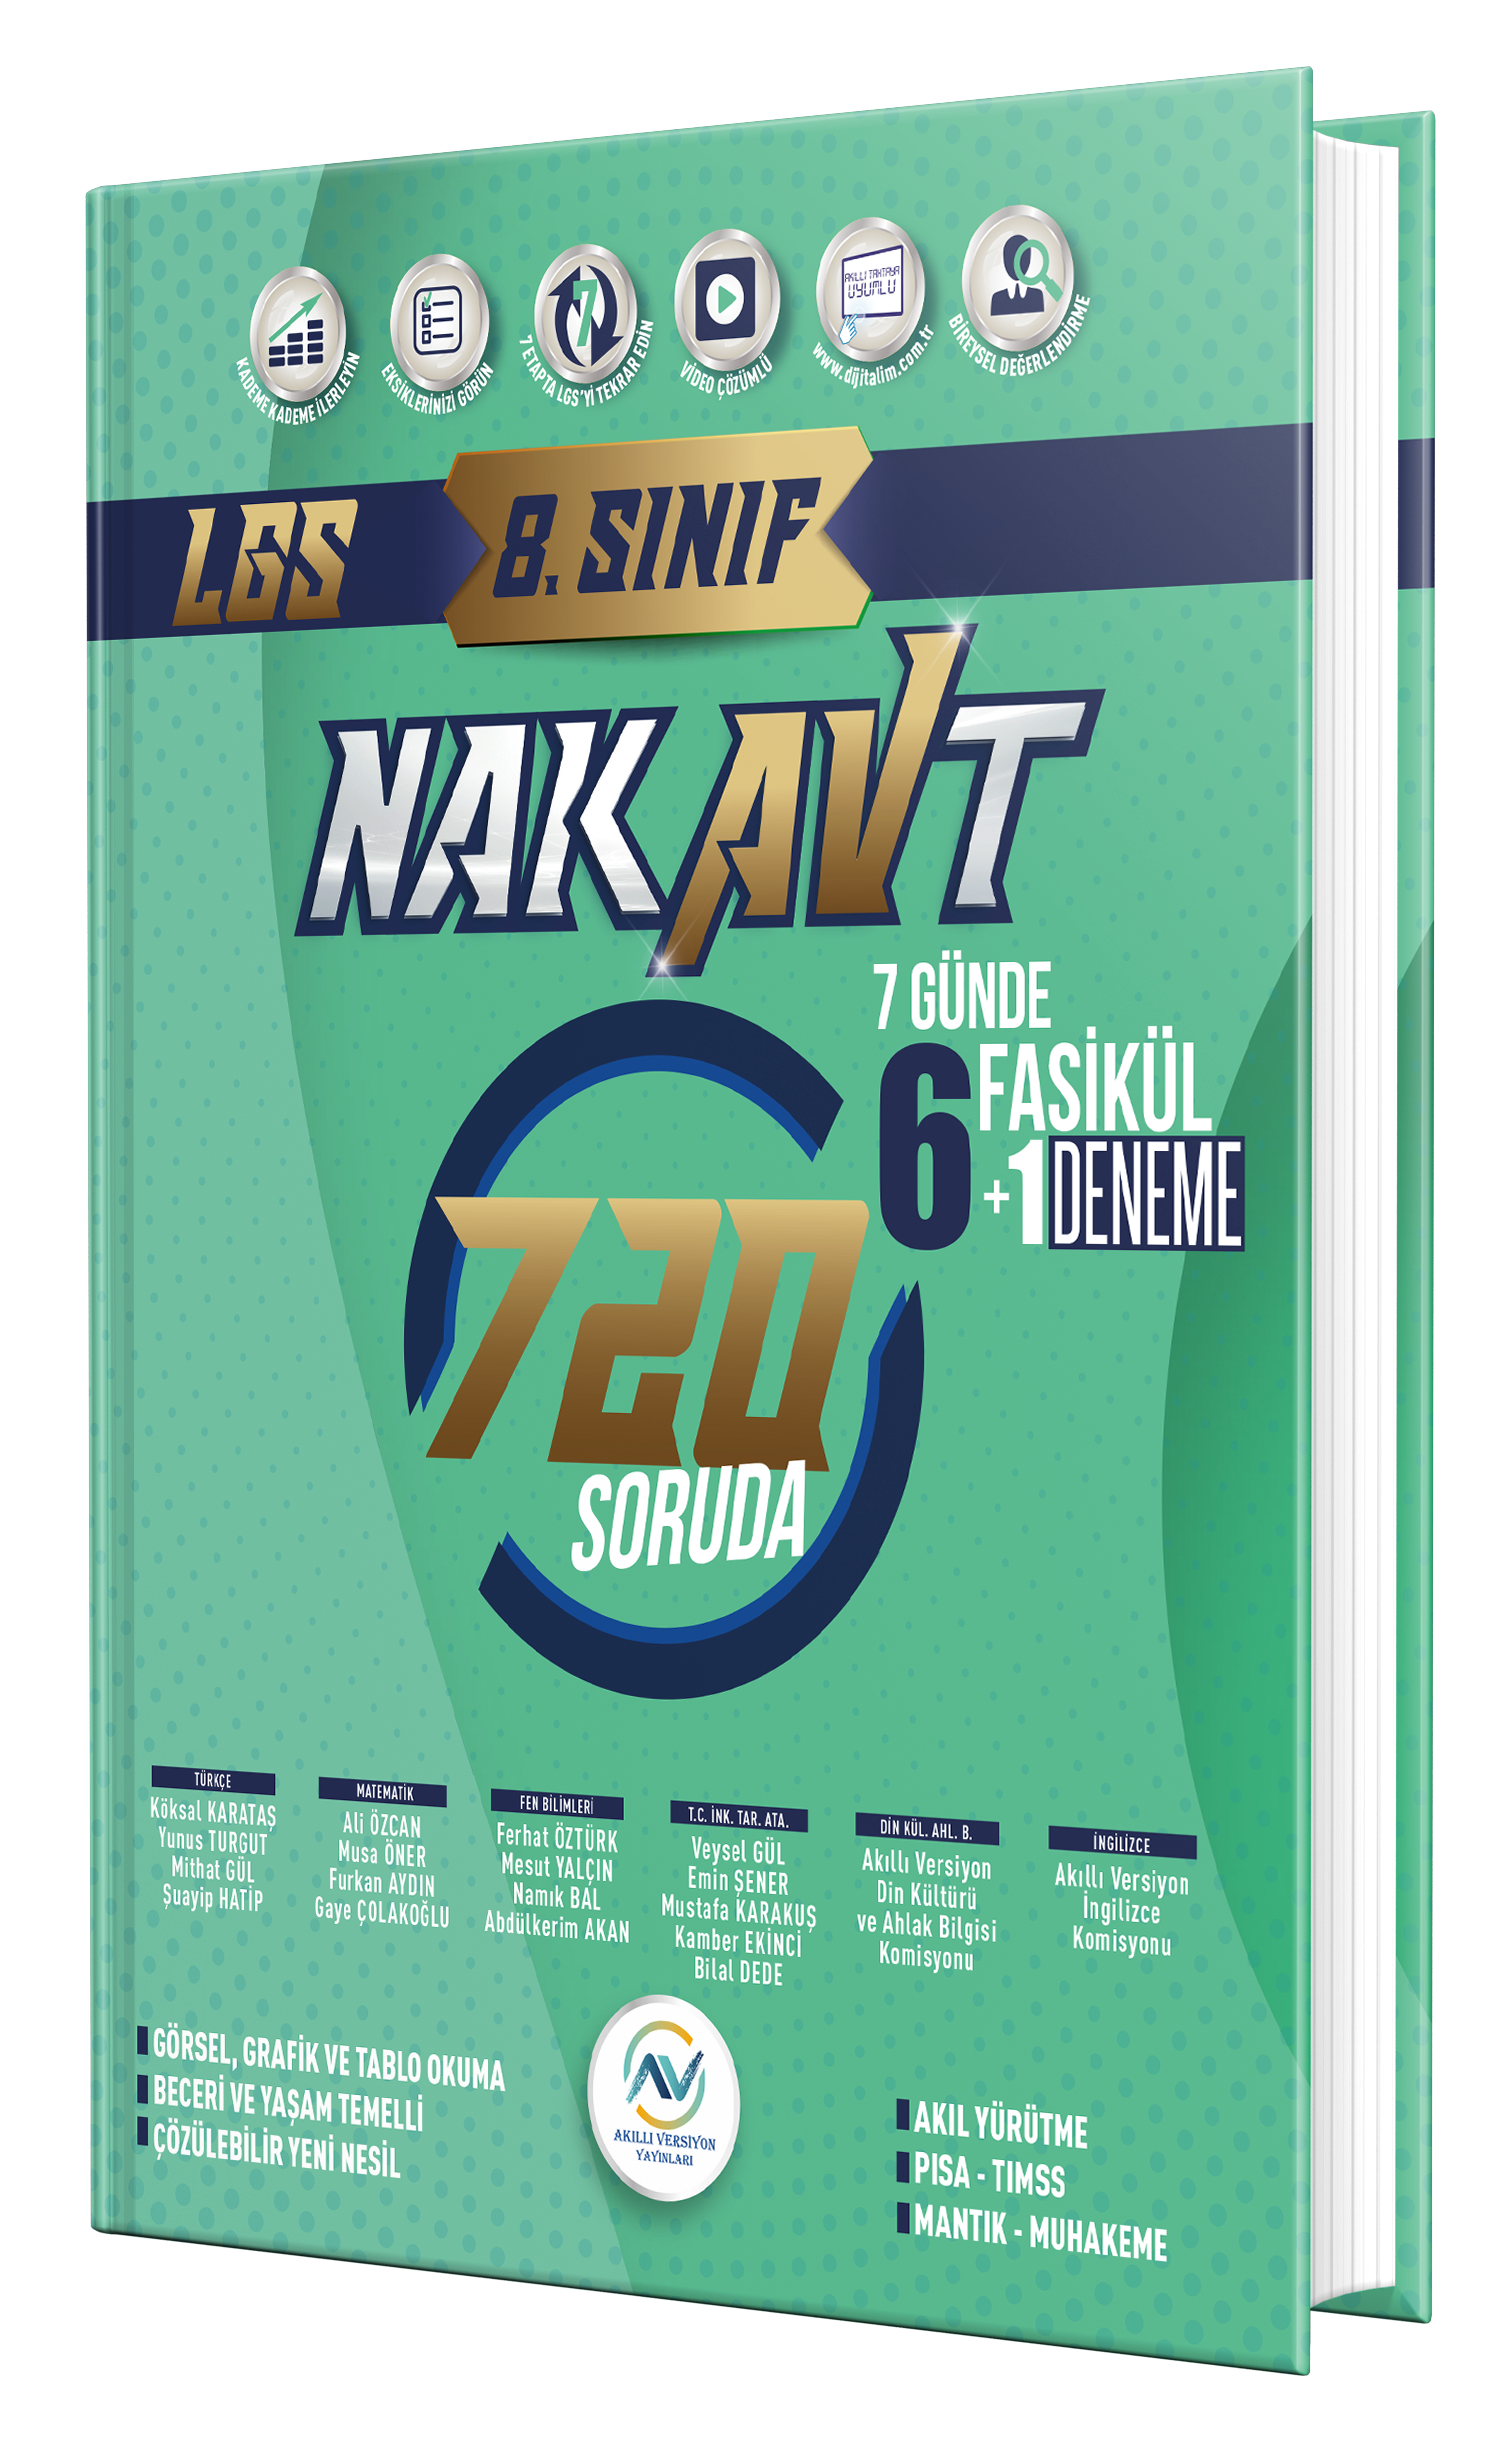 KADEME KADEME İLERLEYİN
EKSİKLERİNİZİ GÖRÜN
7
7 ETAPTA LGS'Yİ TEKRAR EDİN
VİDEO ÇÖZÜMLÜ
AKILLI TAHTAYA
UYUMLU
www.dijitalim.com.tr
BİREYSEL DEĞERLENDİRME
LGS
8. SINIF
NAKAVT
7 GÜNDE
6 FASİKÜL
+1 DENEME
720
SORUDA
TÜRKÇE
Köksal KARATAŞ
Yunus TURGUT
Mithat GÜL
Şuayip HATİP
MATEMATİK
Ali ÖZCAN
Musa ÖNER
Furkan AYDIN
Gaye ÇOLAKOĞLU
FEN BİLİMLERİ
Ferhat ÖZTÜRK
Mesut YALÇIN
Namık BAL
Abdülkerim AKAN
T.C. İNK. TAR. ATA.
Veysel GÜL
Emin ŞENER
Mustafa KARAKUŞ
Kamber EKİNCİ
Bilal DEDE
DİN KÜL. AHL. B.
Akıllı Versiyon
Din Kültürü
ve Ahlak Bilgisi
Komisyonu
İNGİLİZCE
Akıllı Versiyon
İngilizce
Komisyonu
GÖRSEL, GRAFİK VE TABLO OKUMA
BECERİ VE YAŞAM TEMELLİ
ÇÖZÜLEBİLİR YENİ NESİL
AV
AKILLI VERSİYON
YAYINLARI
AKIL YÜRÜTME
PISA - TIMSS
MANTIK - MUHAKEME